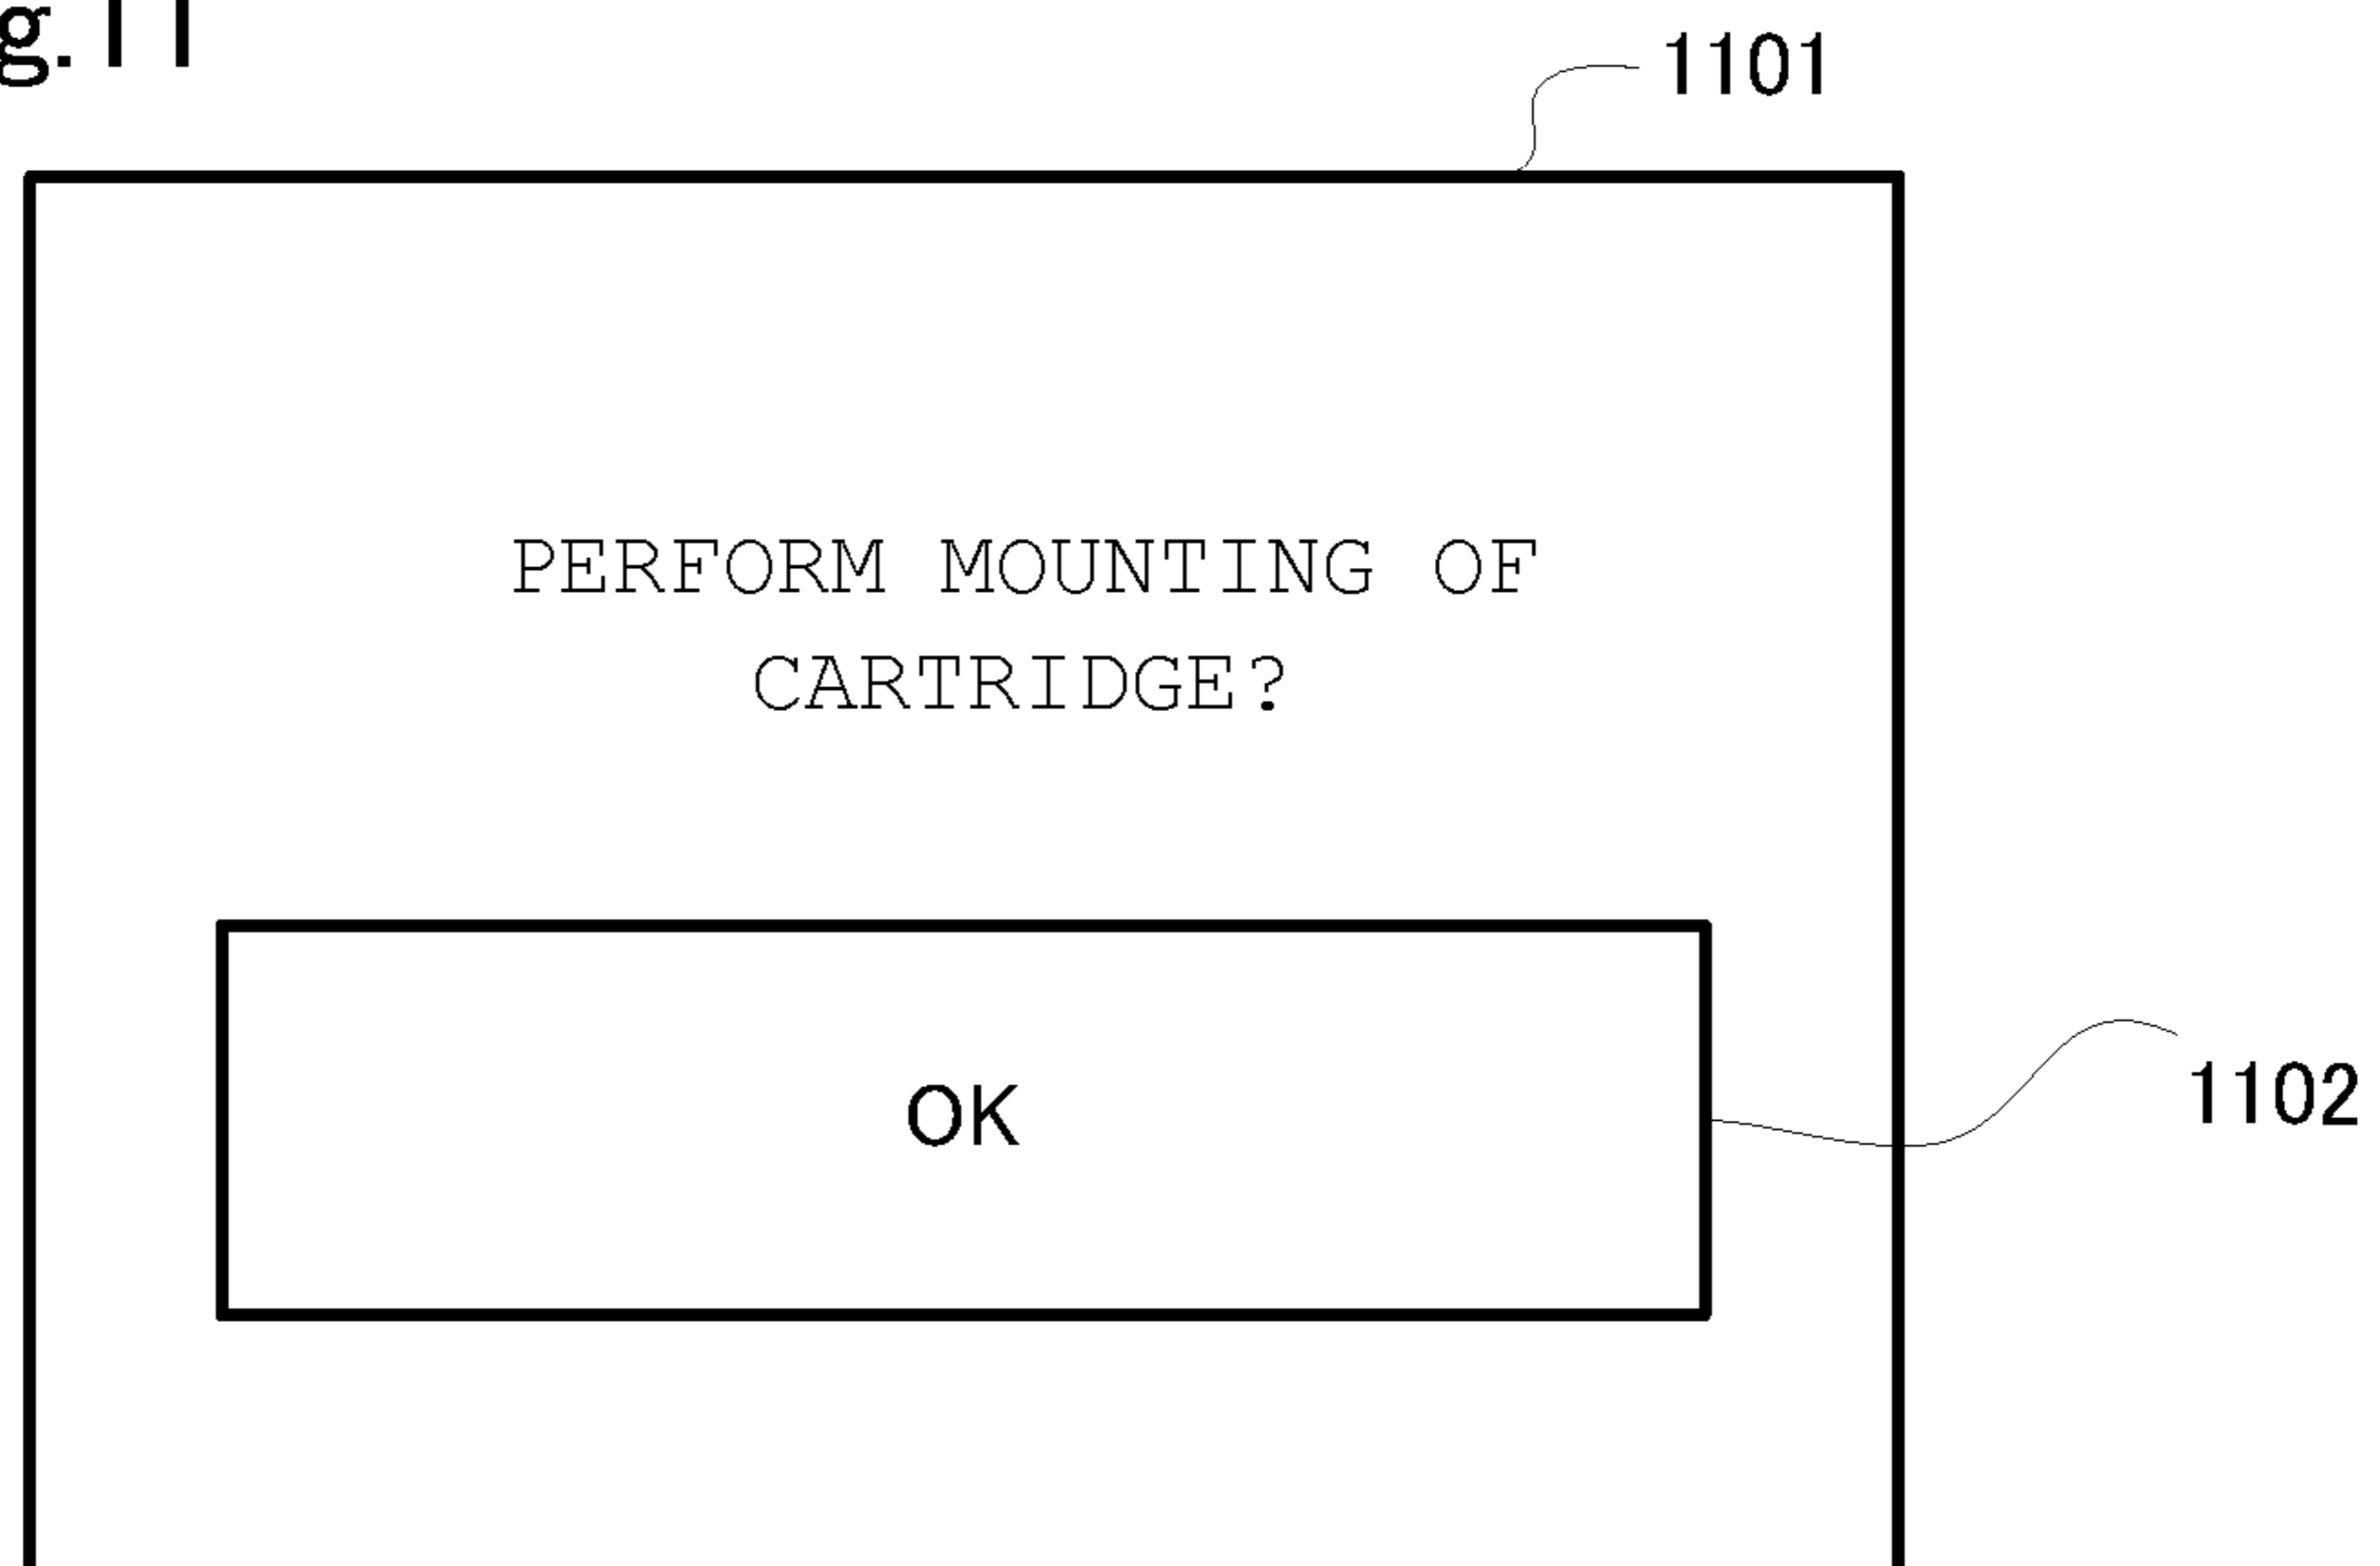 g.11
1101
PERFORM MOUNTING OF
CARTRIDGE?
OK
1102